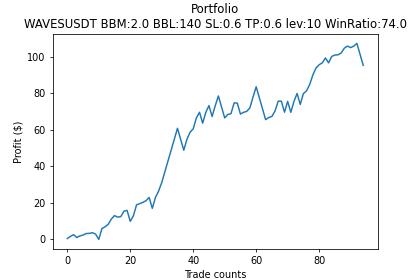 Portfolio
WAVESUSDT BBM:2.0 BBL:140 SL:0.6 TP:0.6 lev:10 WinRatio:74.0
100
80
60
40
20
0
Profit ($)
0 20 40 60 80
Trade counts